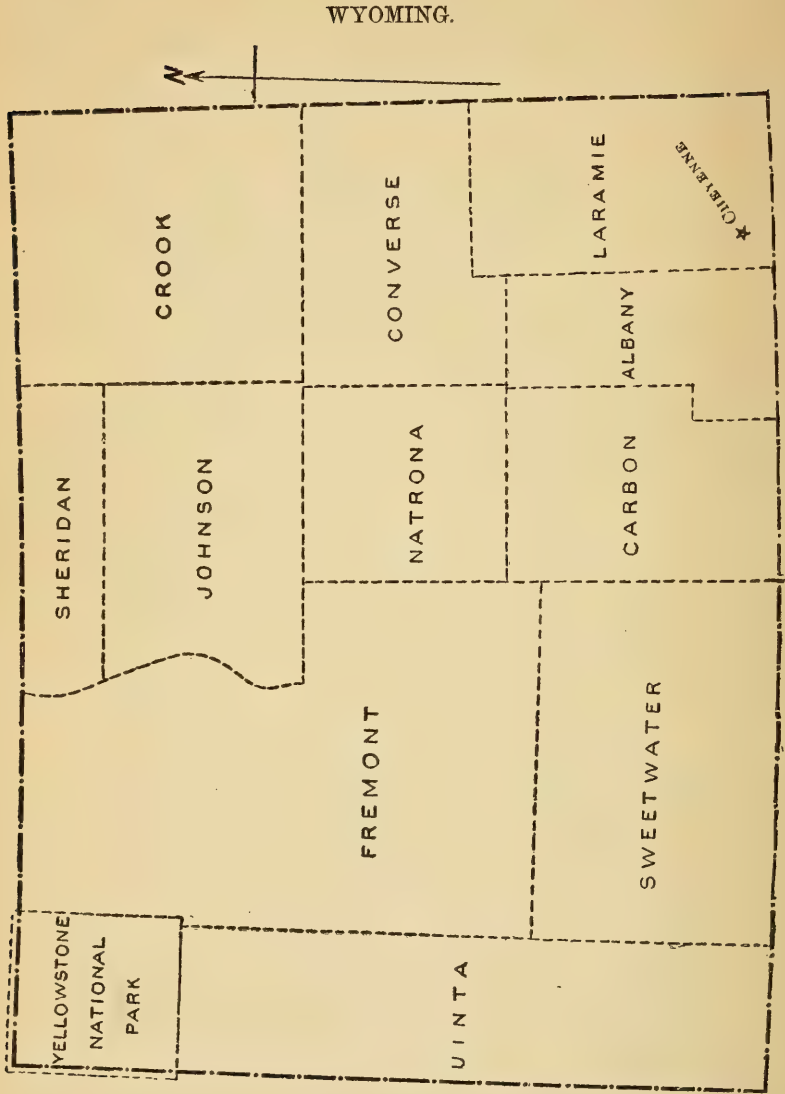 WYOMING.
N
YELLOWSTONE
NATIONAL
PARK
SHERIDAN
CROOK
JOHNSON
FREMONT
NATRONA
CONVERSE
UINTA
SWEETWATER
CARBON
ALBANY
LARAMIE
CHEYENNE